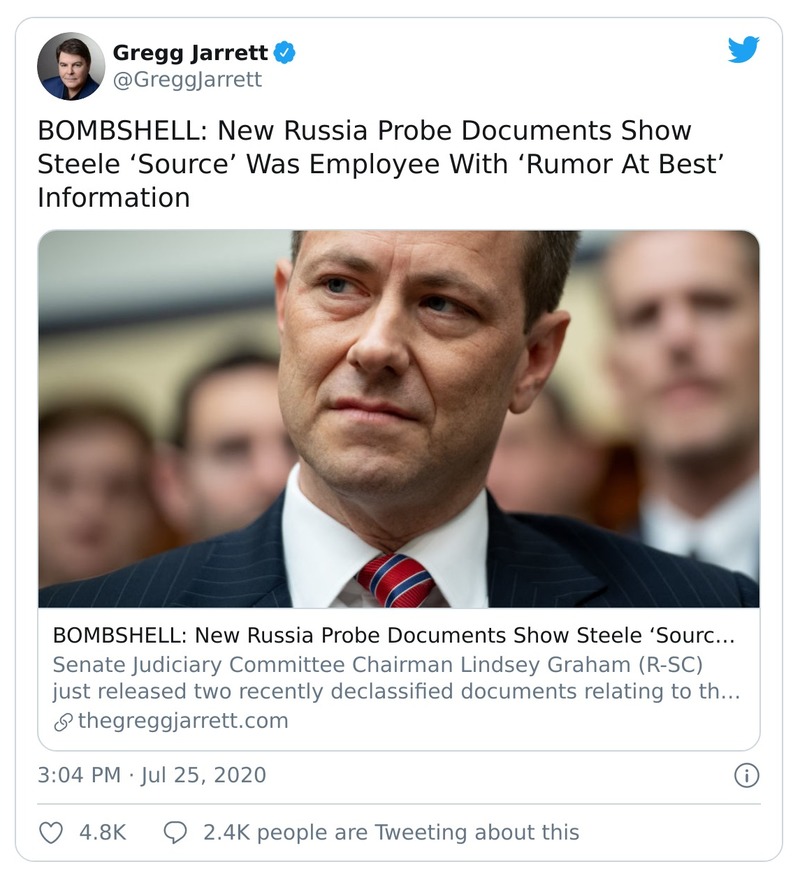 Gregg Jarrett
@GreggJarrett
BOMBSHELL: New Russia Probe Documents Show
Steele ‘Source’ Was Employee With ‘Rumor At Best’
Information
BOMBSHELL: New Russia Probe Documents Show Steele ‘Sourc...
Senate Judiciary Committee Chairman Lindsey Graham (R-SC)
just released two recently declassified documents relating to th...
thegreggjarrett.com
3:04 PM · Jul 25, 2020
4.8K 2.4K people are Tweeting about this